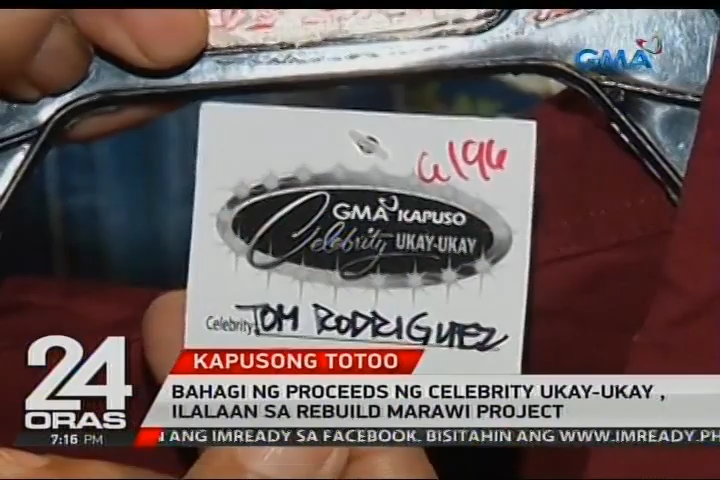 GMA
6196
GMA KAPUSO
Celebrity UKAY-UKAY
Celebrity: TOM RODRIGUEZ
KAPUSONG TOTOO
24 ORAS
BAHAGI NG PROCEEDS NG CELEBRITY UKAY-UKAY ,
ILALAAN SA REBUILD MARAWI PROJECT
7:16 PM
N ANG IMREADY SA FACEBOOK. BISITAHIN ANG WWW.IMREADY.PH